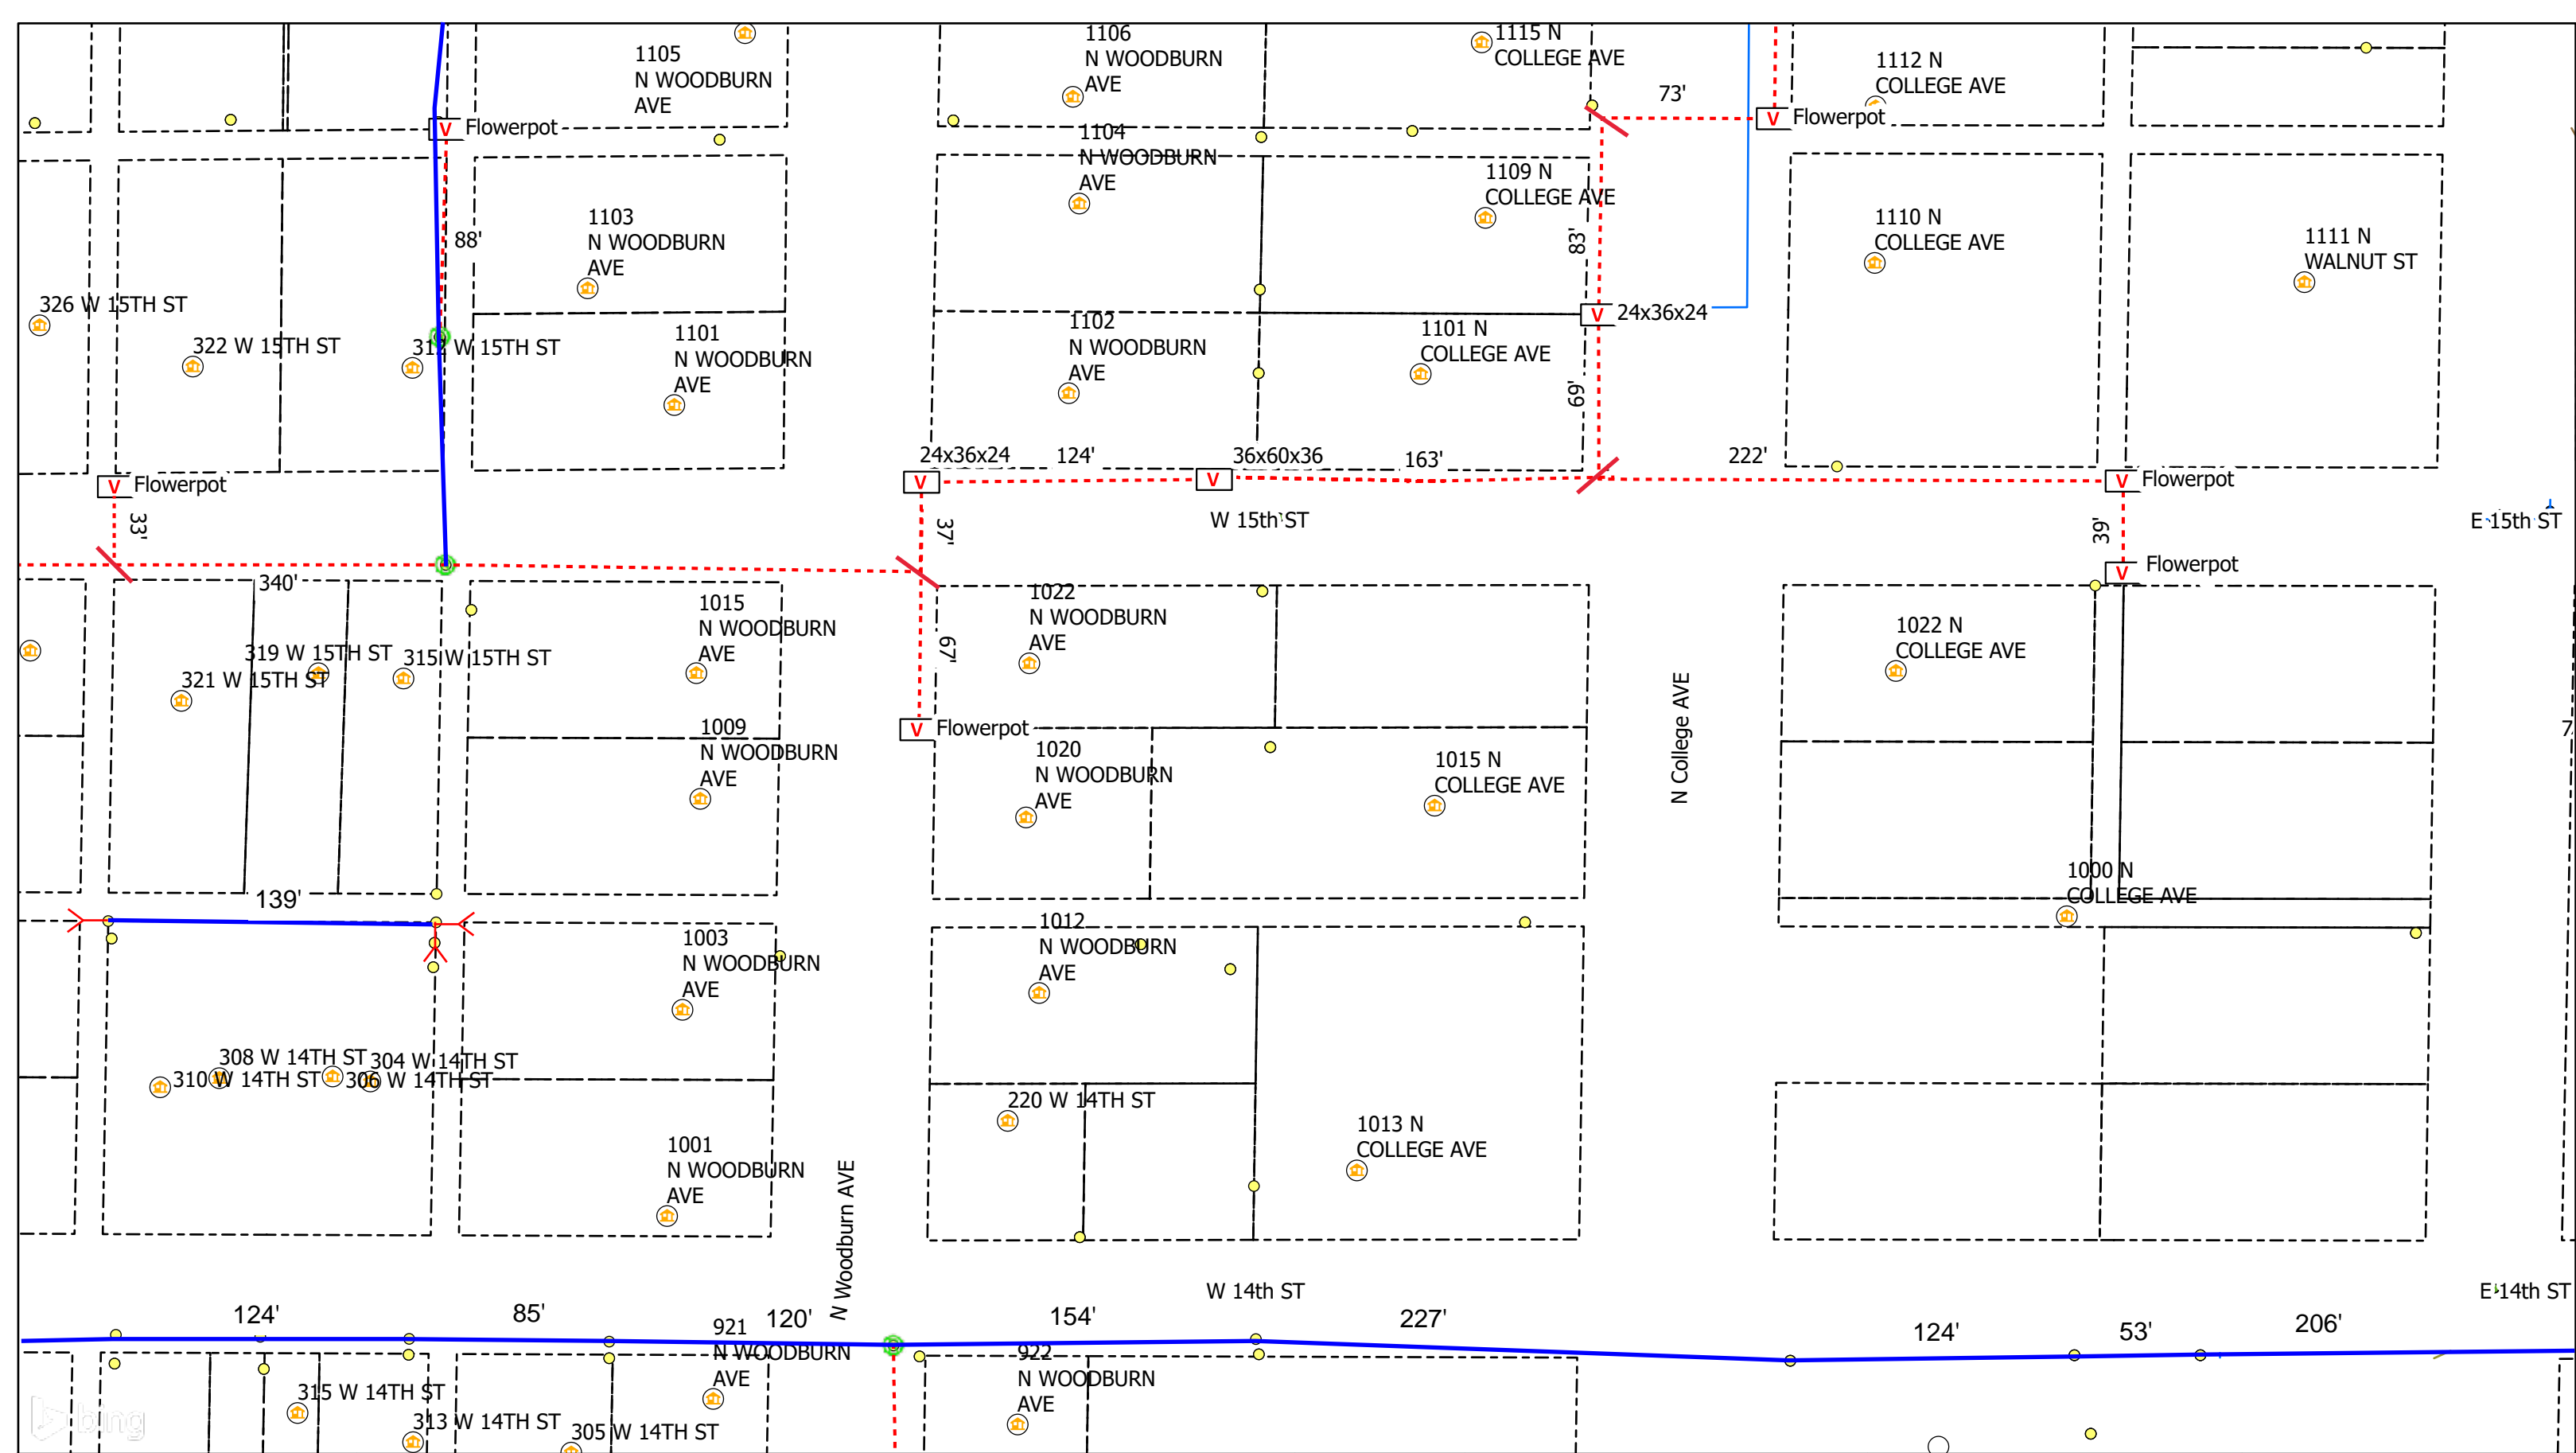 1105
N WOODBURN
AVE
1106
N WOODBURN
AVE
1115 N
COLLEGE AVE
73'
1112 N
COLLEGE AVE
V
Flowerpot
V
Flowerpot
1104
N WOODBURN
AVE
1103
N WOODBURN
AVE
88'
1109 N
COLLEGE AVE
83'
1110 N
COLLEGE AVE
1111 N
WALNUT ST
326 W 15TH ST
322 W 15TH ST
312 W 15TH ST
1101
N WOODBURN
AVE
1102
N WOODBURN
AVE
1101 N
COLLEGE AVE
V
24x36x24
69'
24x36x24
124'
36x60x36
163'
222'
V
Flowerpot
V
V
V
Flowerpot
33'
37'
W 15th ST
39'
E 15th ST
V
Flowerpot
340'
1015
N WOODBURN
AVE
67'
1022
N WOODBURN
AVE
1022 N
COLLEGE AVE
319 W 15TH ST
315 W 15TH ST
321 W 15TH ST
N College AVE
1009
N WOODBURN
AVE
V
Flowerpot
7
1020
N WOODBURN
AVE
1015 N
COLLEGE AVE
139'
1000 N
COLLEGE AVE
1003
N WOODBURN
AVE
1012
N WOODBURN
AVE
308 W 14TH ST
304 W 14TH ST
310 W 14TH ST
306 W 14TH ST
220 W 14TH ST
1013 N
COLLEGE AVE
1001
N WOODBURN
AVE
N Woodburn AVE
W 14th ST
E 14th ST
124'
85'
120'
154'
227'
124'
53'
206'
921
N WOODBURN
AVE
922
N WOODBURN
AVE
315 W 14TH ST
313 W 14TH ST
305 W 14TH ST
bing